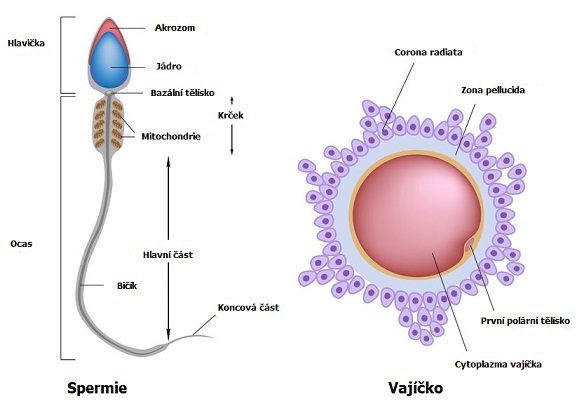 Hlavička
Akrozom
Jádro
Bazální tělísko
Krček
Mitochondrie
Ocas
Hlavní část
Bičík
Koncová část
Spermie
Corona radiata
Zona pellucida
První polární tělísko
Cytoplazma vajíčka
Vajíčko